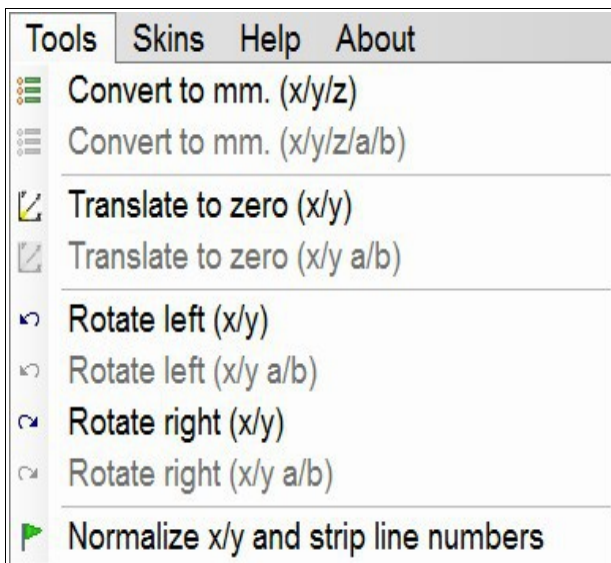 Tools Skins Help About
Convert to mm. (x/y/z)
Convert to mm. (x/y/z/a/b)
Translate to zero (x/y)
Translate to zero (x/y a/b)
Rotate left (x/y)
Rotate left (x/y a/b)
Rotate right (x/y)
Rotate right (x/y a/b)
Normalize x/y and strip line numbers